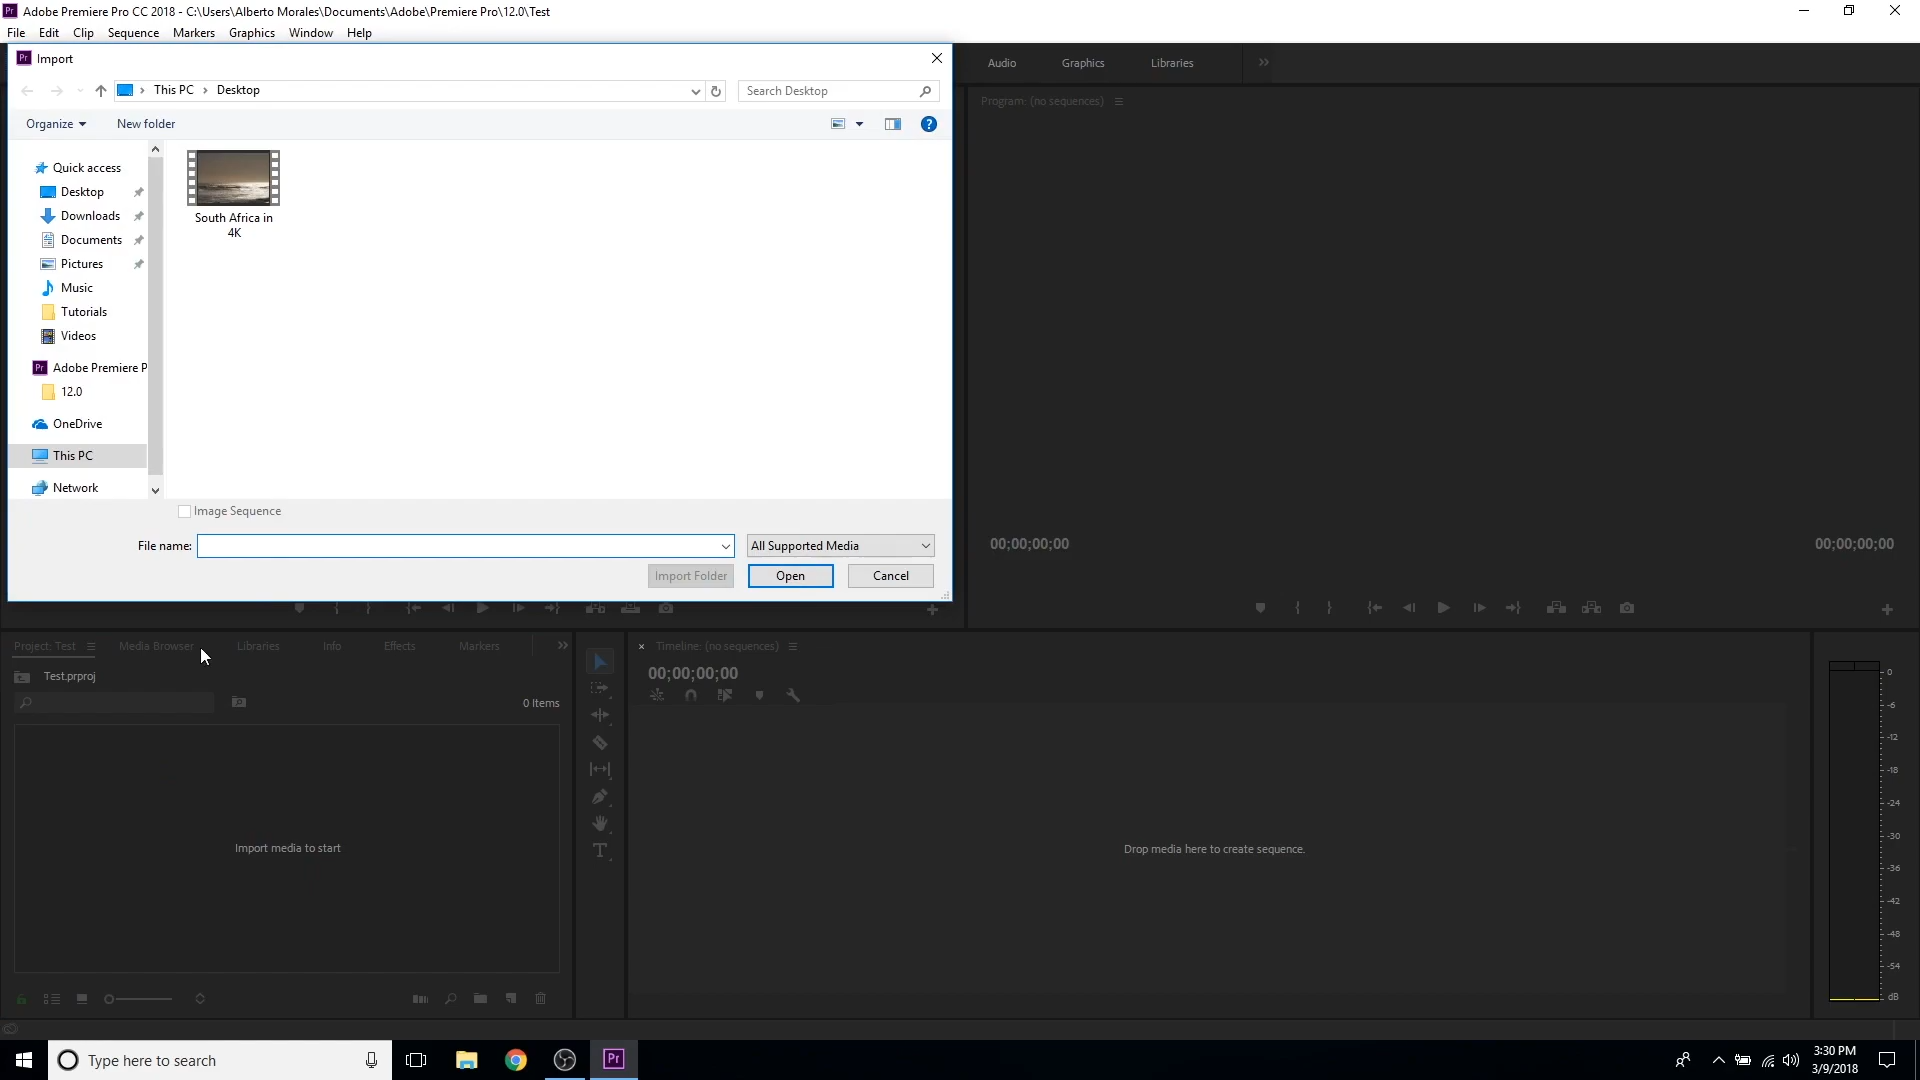 Adobe Premiere Pro CC 2018 - C:\Users\Alberto Morales\Documents\Adobe\Premiere Pro\12.0\Test
File Edit Clip Sequence Markers Graphics Window Help
Pr Import
Audio Graphics Libraries
This PC › Desktop
Search Desktop
Program: (no sequences)
Organize New folder
Quick access
Desktop
Downloads
Documents
Pictures
Music
Tutorials
Videos
Pr Adobe Premiere P
12.0
OneDrive
This PC
Network
South Africa in
4K
Image Sequence
File name:
All Supported Media
Import Folder Open Cancel
00;00;00;00 00;00;00;00
Project: Test Media Browser Libraries Info Effects Markers
Test.prproj
0 Items
Import media to start
Timeline: (no sequences)
00;00;00;00
Drop media here to create sequence.
0
-6
-12
-18
-24
-30
-36
-42
-48
-54
dB
Type here to search
Pr
3:30 PM
3/9/2018